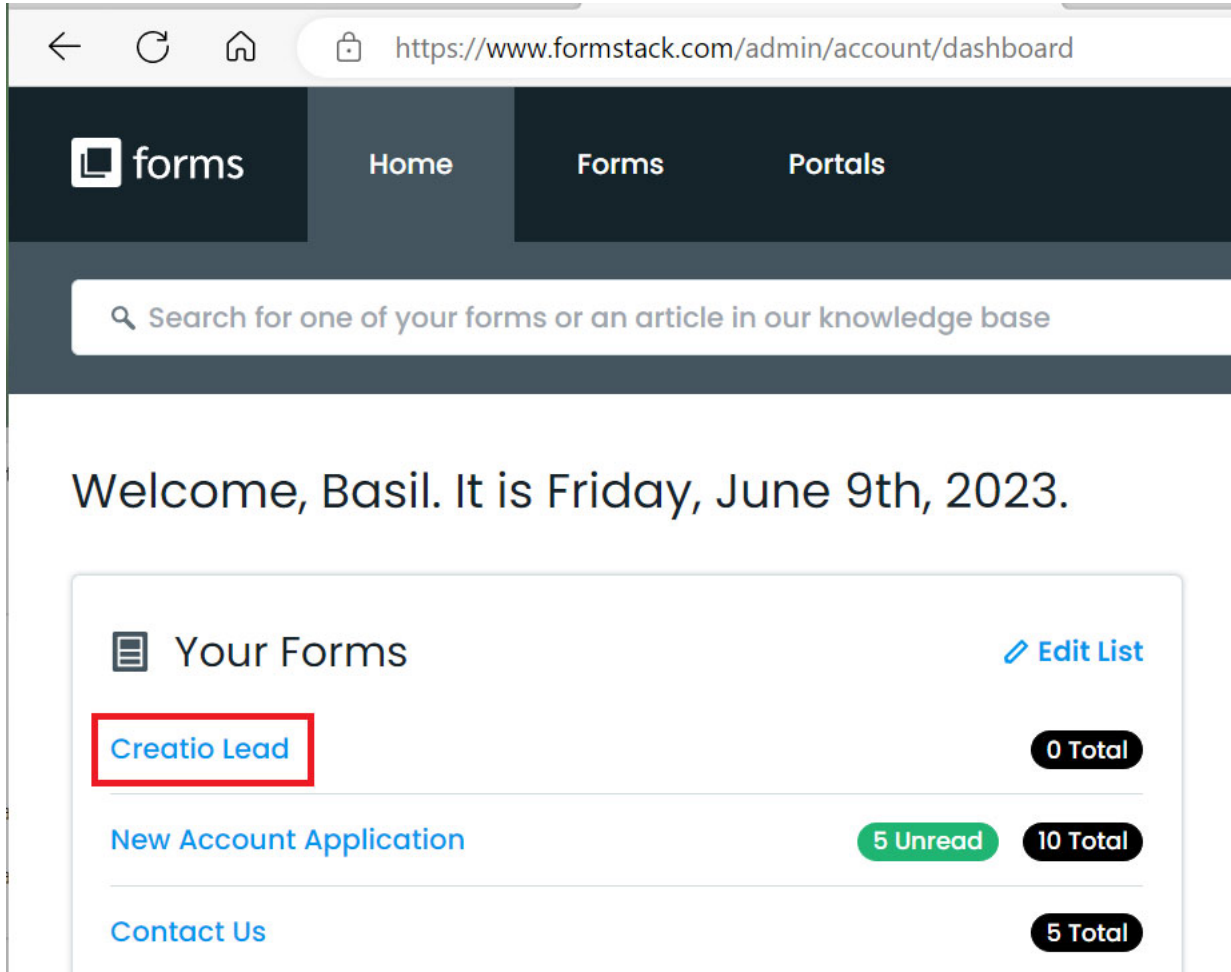 https://www.formstack.com/admin/account/dashboard
forms Home Forms Portals
Search for one of your forms or an article in our knowledge base
Welcome, Basil. It is Friday, June 9th, 2023.
Your Forms Edit List
Creatio Lead 0 Total
New Account Application 5 Unread 10 Total
Contact Us 5 Total